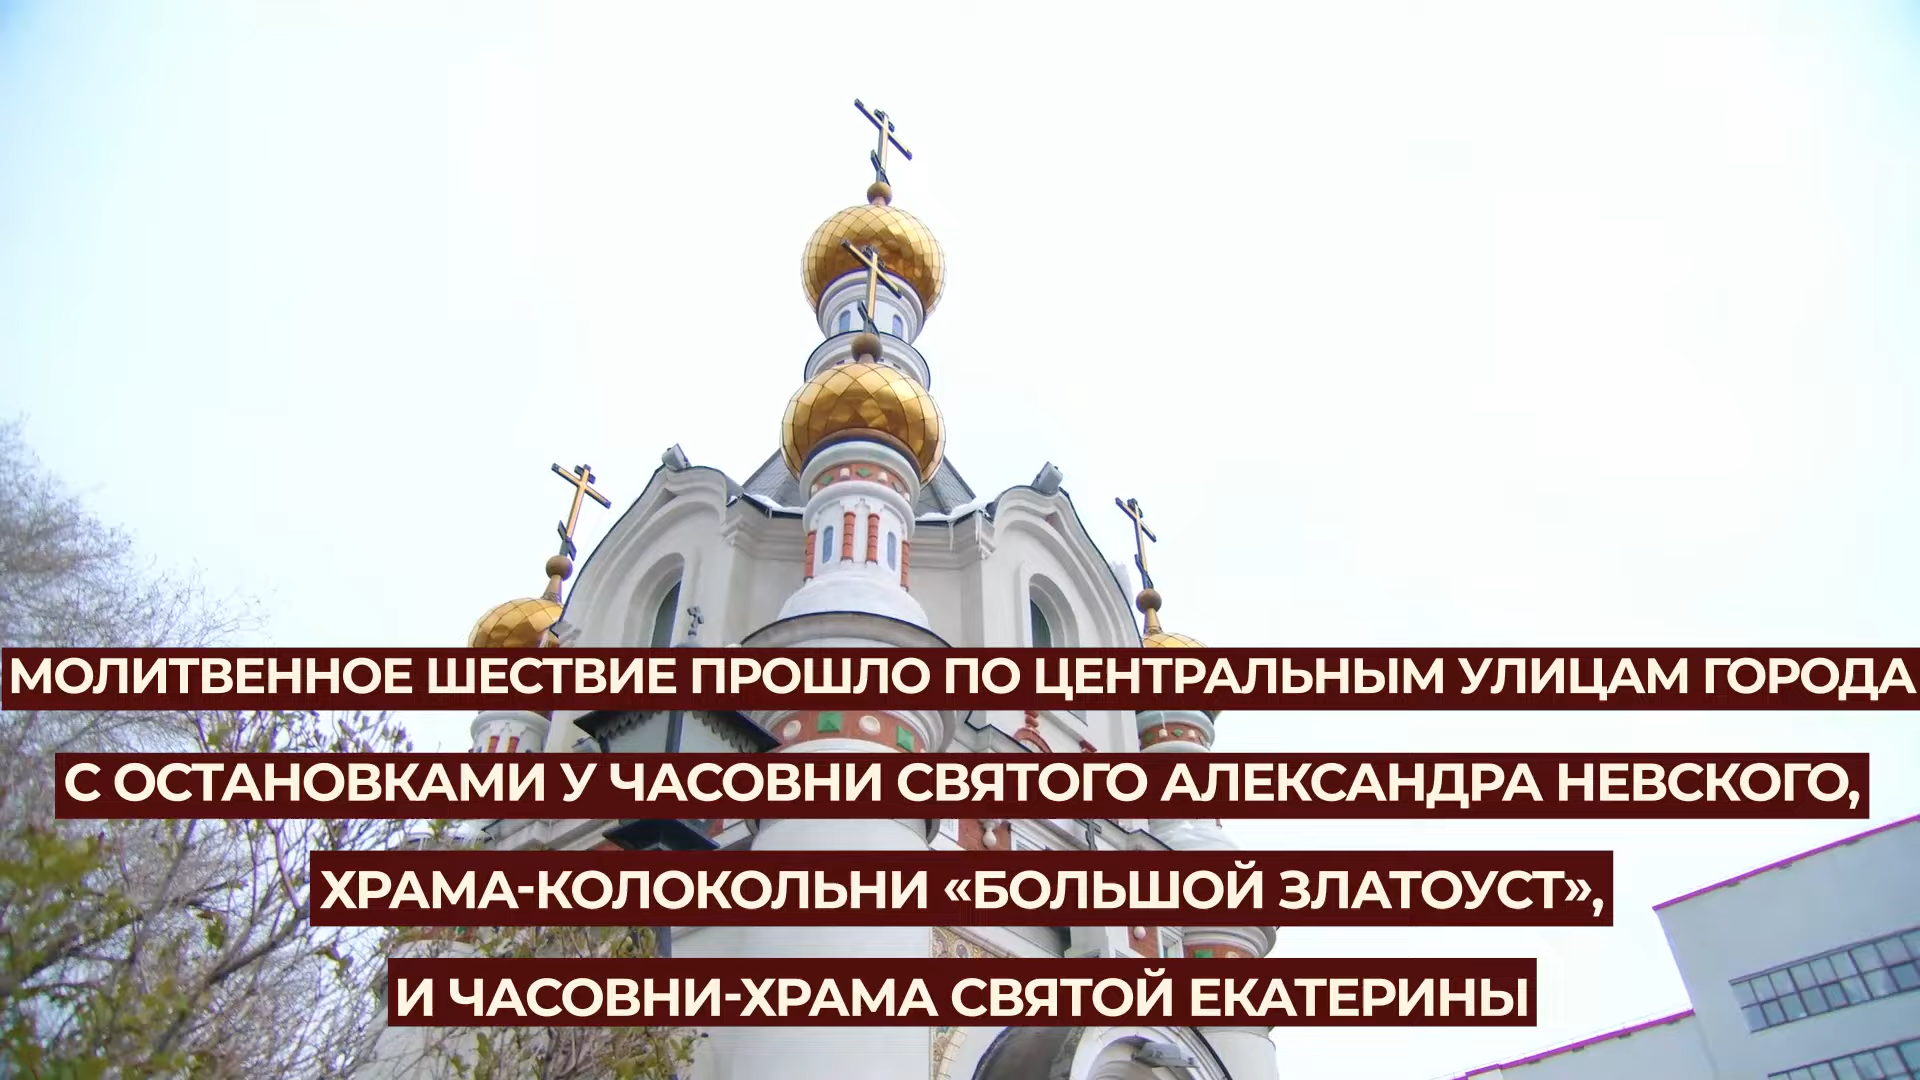 МОЛИТВЕННОЕ ШЕСТВИЕ ПРОШЛО ПО ЦЕНТРАЛЬНЫМ УЛИЦАМ ГОРОДА
С ОСТАНОВКАМИ У ЧАСОВНИ СВЯТОГО АЛЕКСАНДРА НЕВСКОГО,
ХРАМА-КОЛОКОЛЬНИ «БОЛЬШОЙ ЗЛАТОУСТ»,
И ЧАСОВНИ-ХРАМА СВЯТОЙ ЕКАТЕРИНЫ